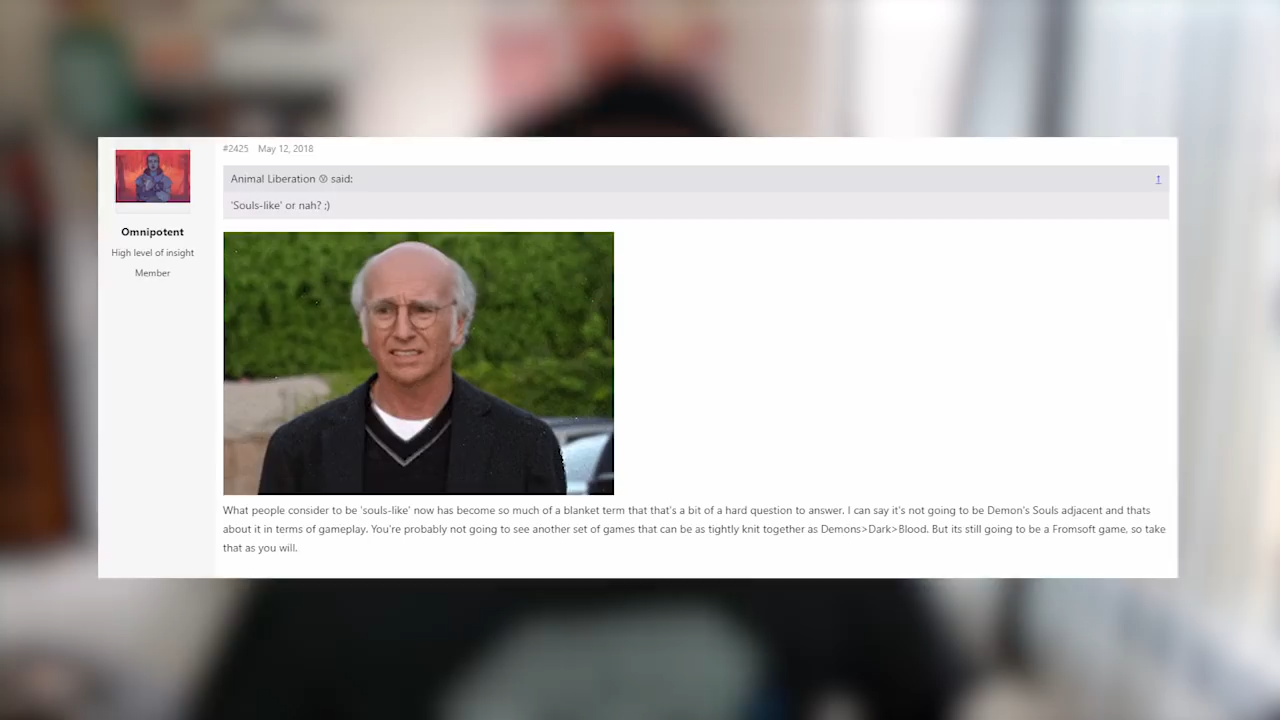 #2425 May 12, 2018
Animal Liberation said:
↑
'Souls-like' or nah? ;)
Omnipotent
High level of insight
Member
What people consider to be 'souls-like' now has become so much of a blanket term that that's a bit of a hard question to answer. I can say it's not going to be Demon's Souls adjacent and thats
about it in terms of gameplay. You're probably not going to see another set of games that can be as tightly knit together as Demons>Dark>Blood. But its still going to be a Fromsoft game, so take
that as you will.